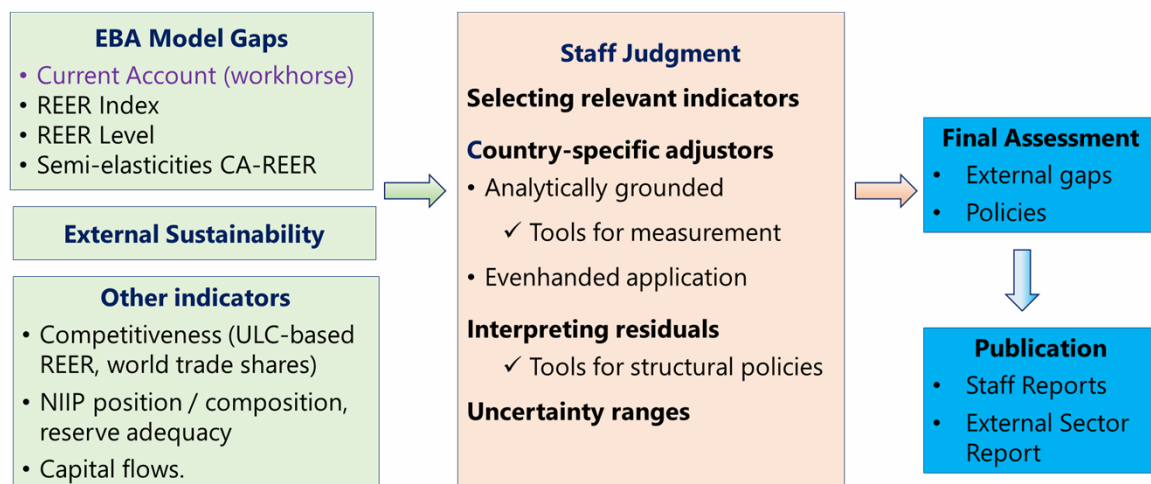 EBA Model Gaps
• Current Account (workhorse)
• REER Index
• REER Level
• Semi-elasticities CA-REER
External Sustainability
Other indicators
• Competitiveness (ULC-based
REER, world trade shares)
• NIIP position / composition,
reserve adequacy
• Capital flows.
Staff Judgment
Selecting relevant indicators
Country-specific adjustors
• Analytically grounded
✓ Tools for measurement
• Evenhanded application
Interpreting residuals
✓ Tools for structural policies
Uncertainty ranges
Final Assessment
• External gaps
• Policies
Publication
• Staff Reports
• External Sector
Report